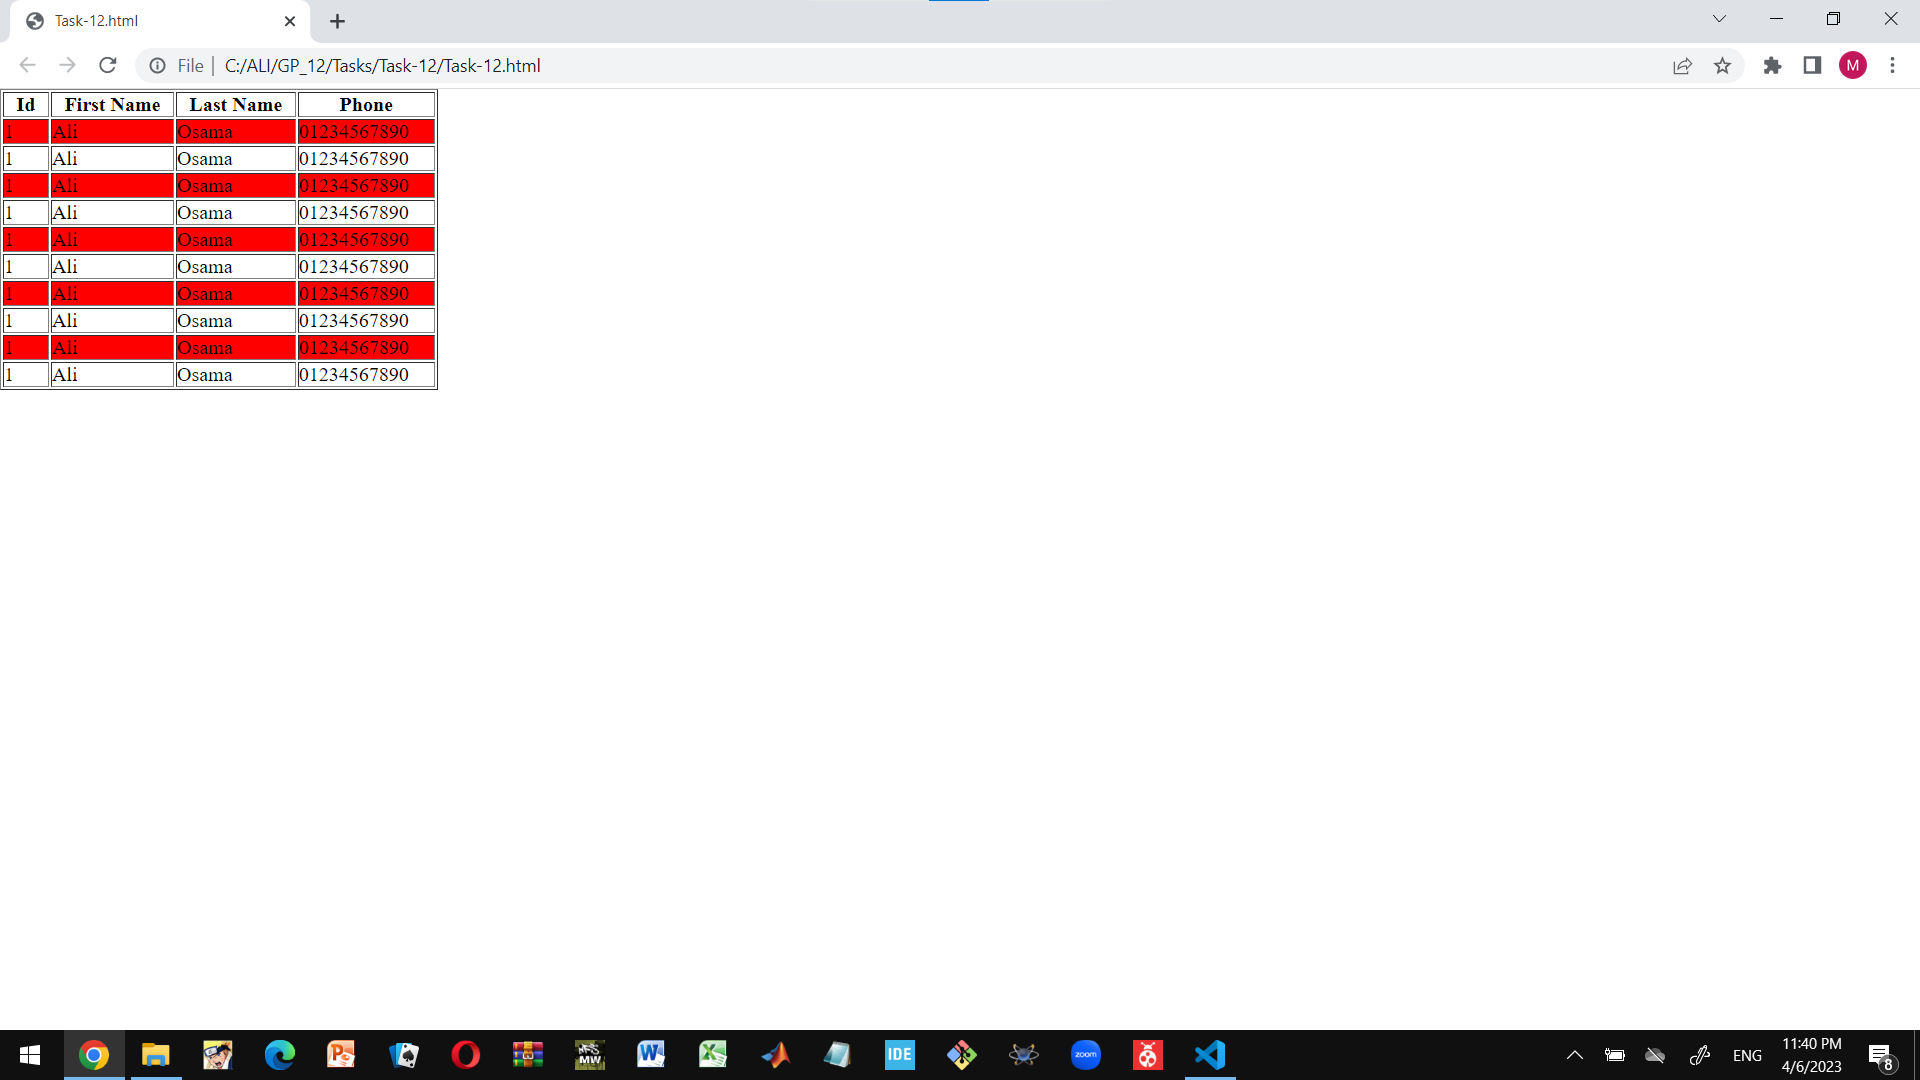 Task-12.html
File | C:/ALI/GP_12/Tasks/Task-12/Task-12.html
M
Id First Name Last Name Phone
1 Ali Osama 01234567890
1 Ali Osama 01234567890
1 Ali Osama 01234567890
1 Ali Osama 01234567890
1 Ali Osama 01234567890
1 Ali Osama 01234567890
1 Ali Osama 01234567890
1 Ali Osama 01234567890
1 Ali Osama 01234567890
1 Ali Osama 01234567890
NFS MW
IDE
zoom
ENG
11:40 PM
4/6/2023
8